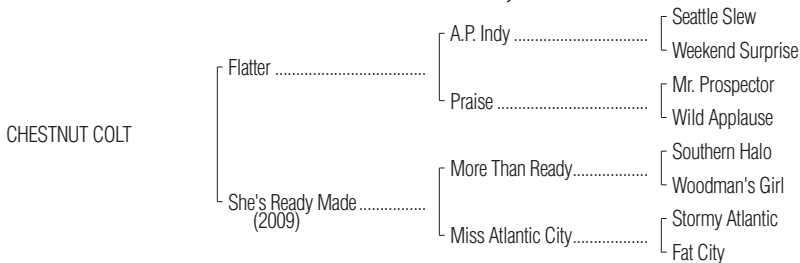 Seattle Slew
A.P. Indy ..................................
Weekend Surprise
Flatter ......................................
Mr. Prospector
Praise ......................................
Wild Applause
CHESTNUT COLT
Southern Halo
More Than Ready...................
Woodman's Girl
She's Ready Made .................
(2009)
Stormy Atlantic
Miss Atlantic City...................
Fat City